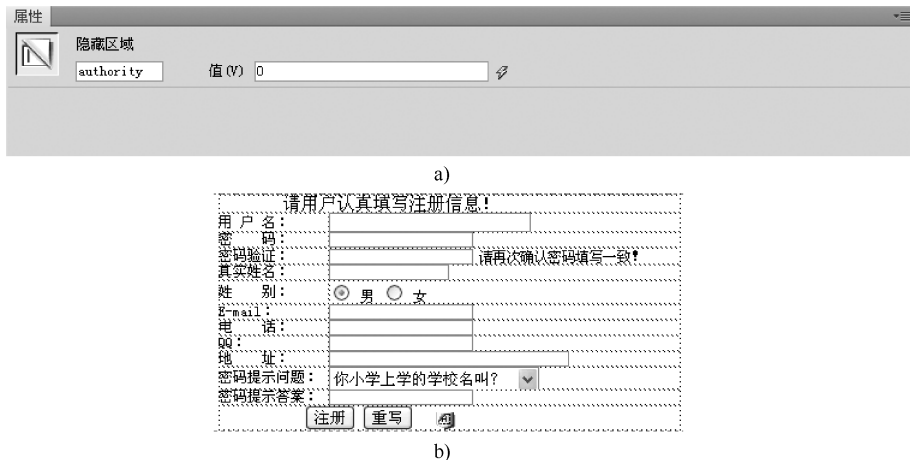 属性
隐藏区域
authority 值(V) 0
a)
请用户认真填写注册信息!
用 户 名:
密 码:
密码验证: 请再次确认密码填写一致!
真实姓名:
姓 别: 男 女
E-mail:
电 话:
QQ:
地 址:
密码提示问题: 你小学上学的学校名叫?
密码提示答案:
注册 重写
b)